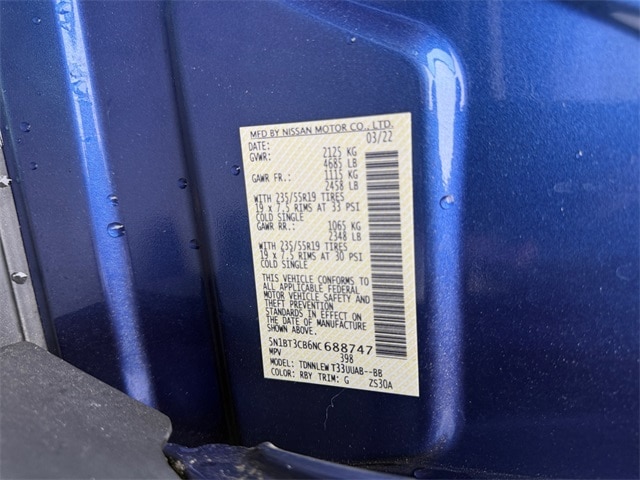 MFD BY NISSAN MOTOR CO., LTD.
DATE: 03/22
GVWR: 2125 KG
4685 LB
GAWR FR.: 1115 KG
2458 LB
WITH 235/55R19 TIRES
19 x 7.5 RIMS AT 33 PSI
COLD SINGLE
GAWR RR.: 1065 KG
2348 LB
WITH 235/55R19 TIRES
19 x 7.5 RIMS AT 30 PSI
COLD SINGLE
THIS VEHICLE CONFORMS TO
ALL APPLICABLE FEDERAL
MOTOR VEHICLE SAFETY AND
THEFT PREVENTION
STANDARDS IN EFFECT ON
THE DATE OF MANUFACTURE
SHOWN ABOVE.
5N1BT3CB6NC688747
MPV 398
MODEL: TDNNLEW T33UUAB--BB
COLOR: RBY TRIM: G ZS30A